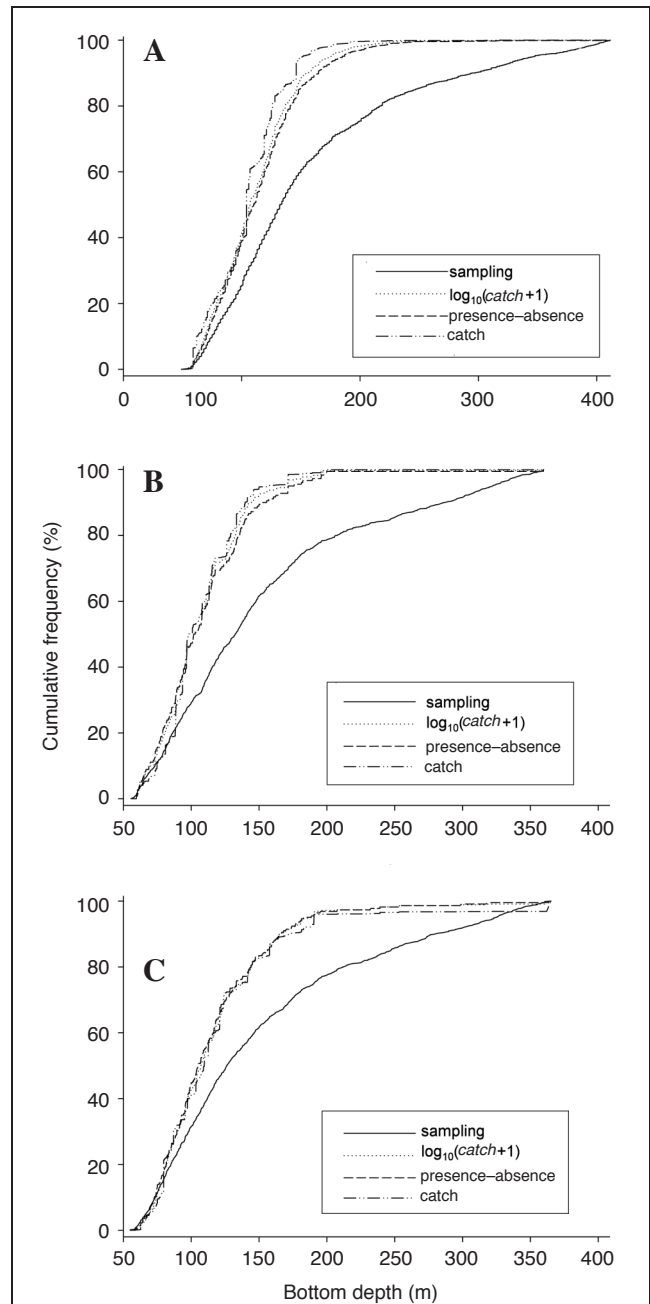 A
100
80
60
40
20
0
sampling
log10(catch+1)
presence–absence
catch
0 100 200 300 400
Cumulative frequency (%)
B
100
80
60
40
20
0
sampling
log10(catch+1)
presence–absence
catch
50 100 150 200 250 300 350 400
C
100
80
60
40
20
0
sampling
log10(catch+1)
presence–absence
catch
50 100 150 200 250 300 350 400
Bottom depth (m)